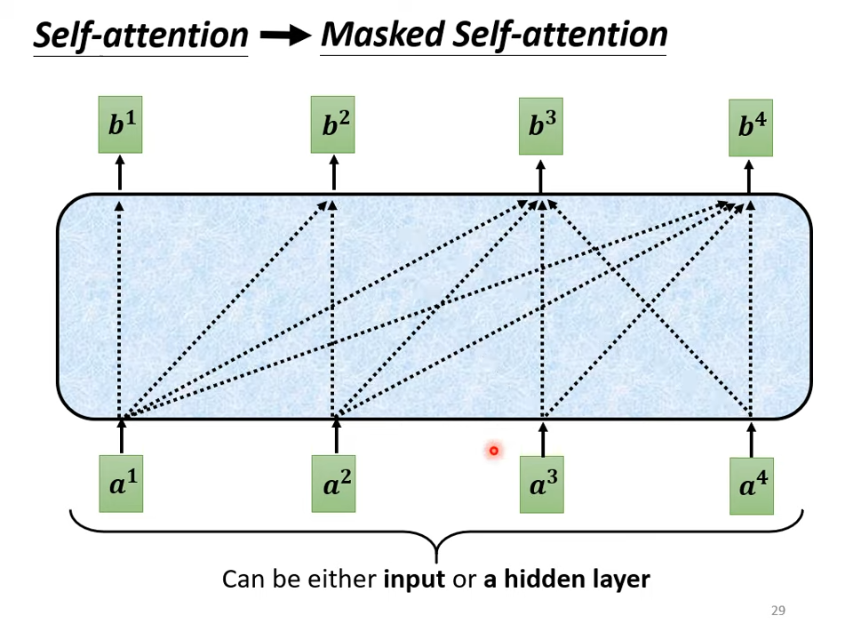 Self-attention → Masked Self-attention
b¹ b² b³ b⁴
a¹ a² a³ a⁴
Can be either input or a hidden layer
29